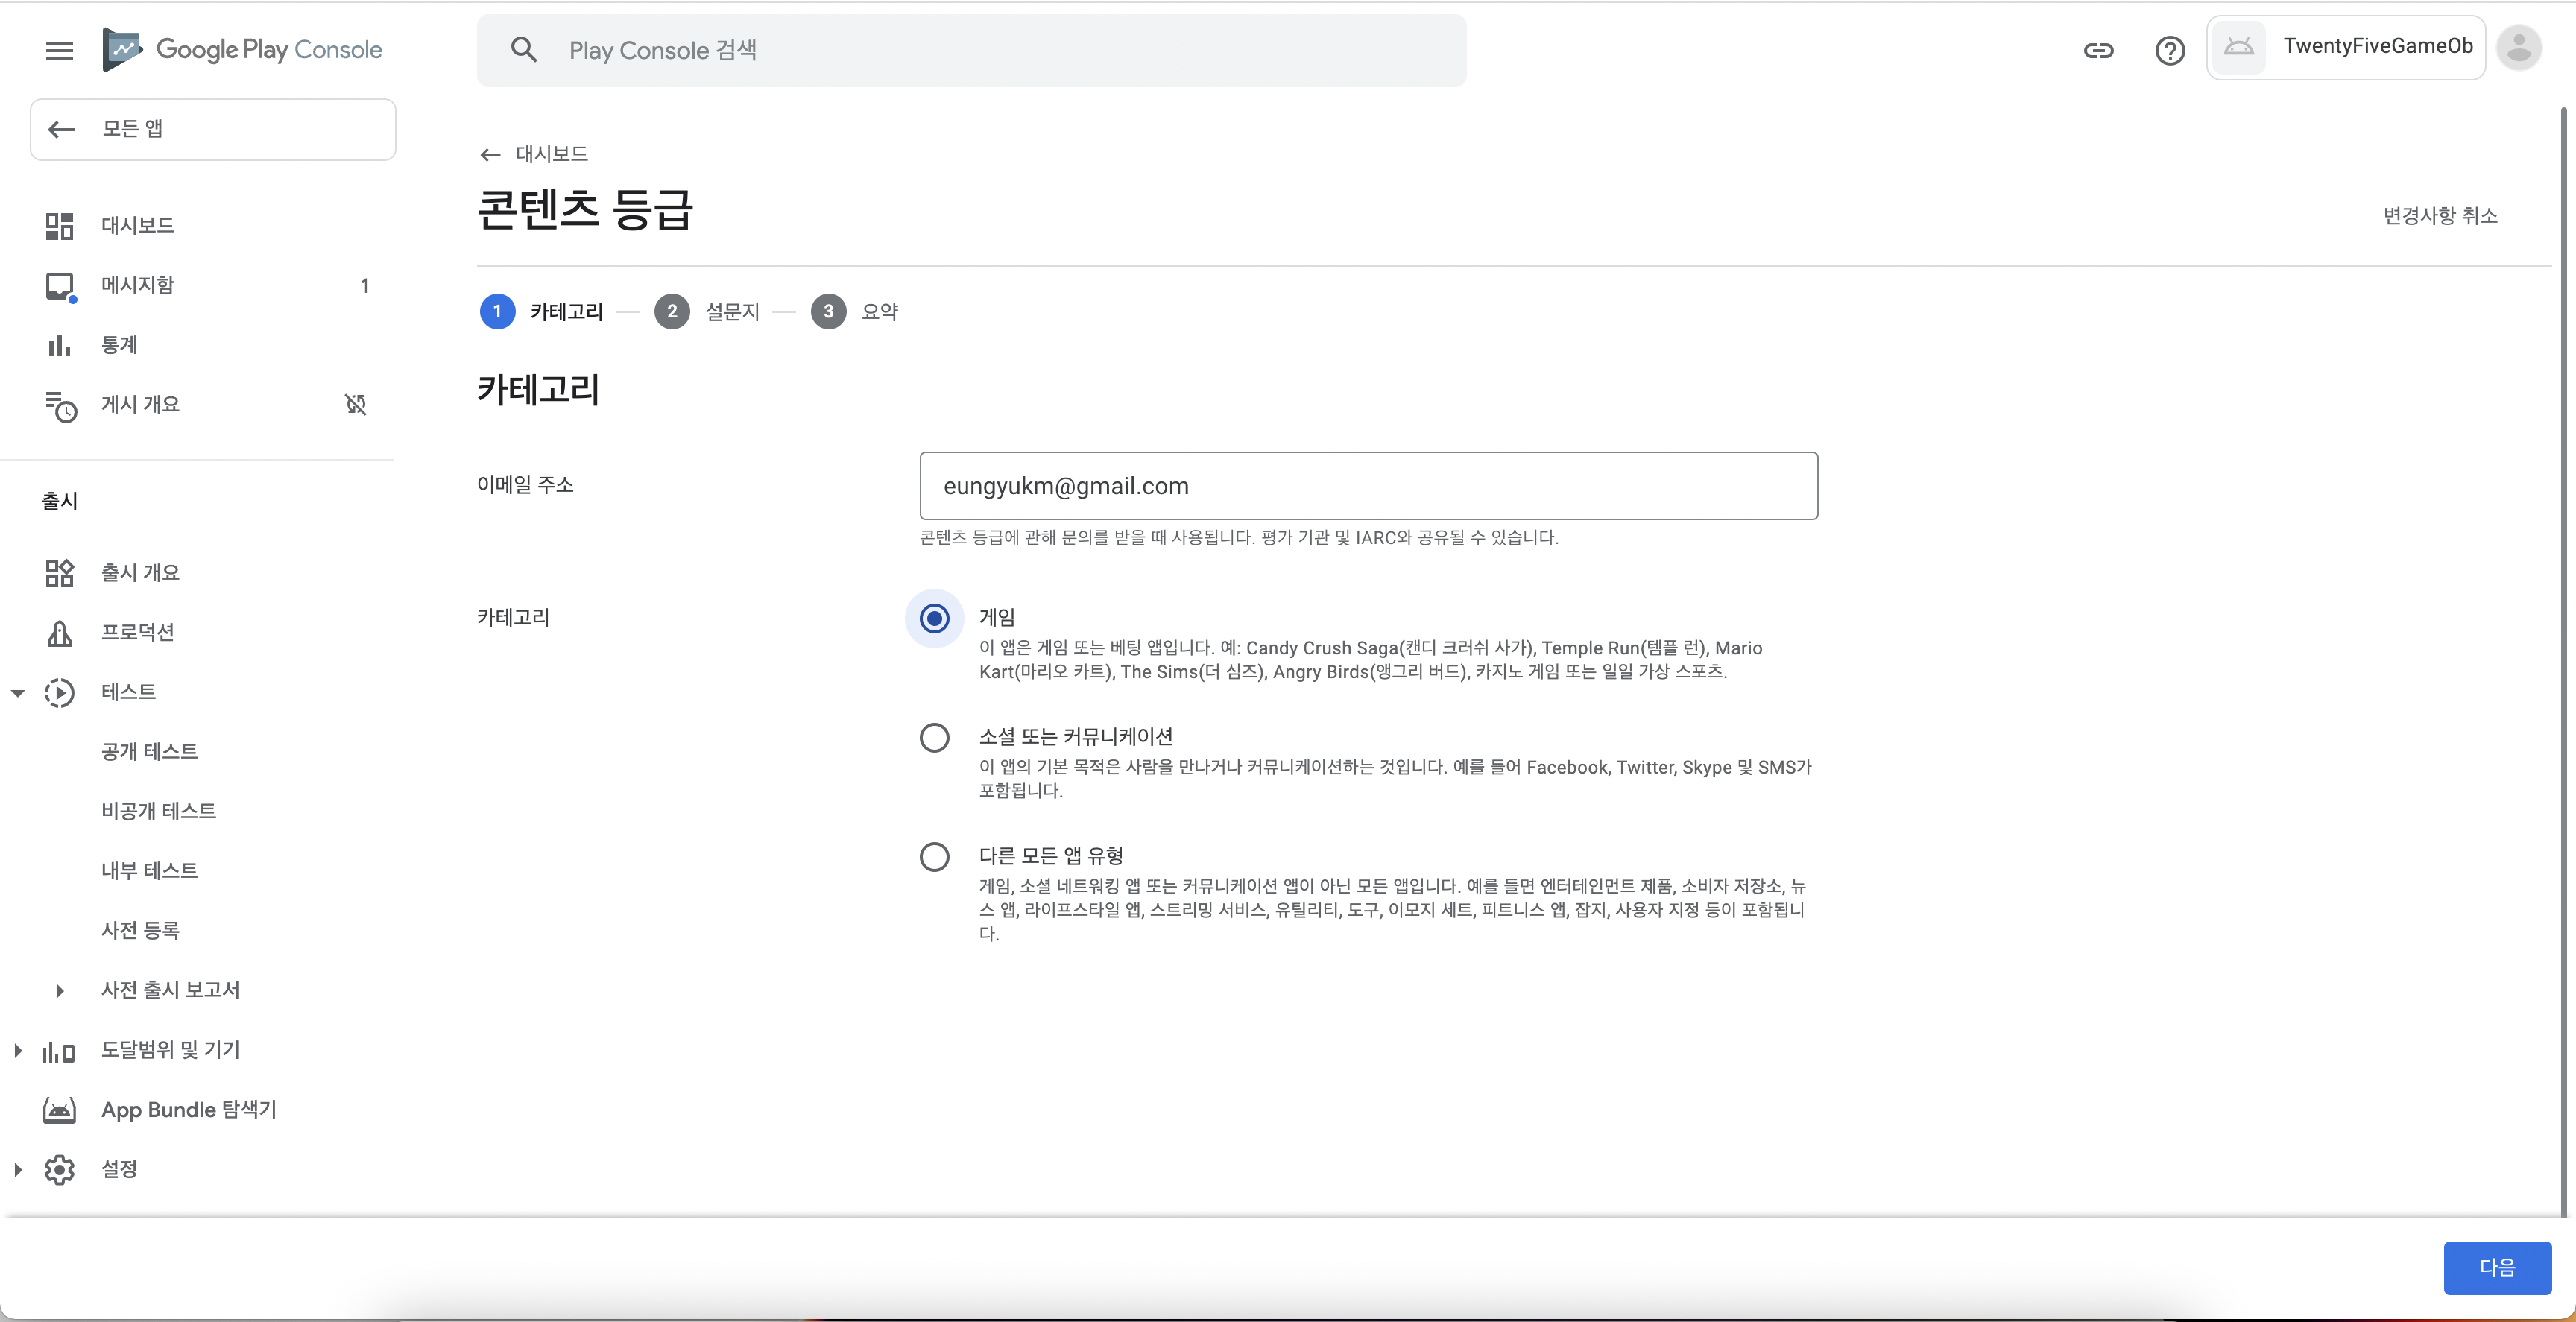 Google Play Console
Play Console 검색
TwentyFiveGameOb
모든 앱
대시보드
메시지함
1
통계
게시 개요
출시
출시 개요
프로덕션
테스트
공개 테스트
비공개 테스트
내부 테스트
사전 등록
사전 출시 보고서
도달범위 및 기기
App Bundle 탐색기
설정
대시보드
콘텐츠 등급
변경사항 취소
1 카테고리 — 2 설문지 — 3 요약
카테고리
이메일 주소
eungyukm@gmail.com
콘텐츠 등급에 관해 문의를 받을 때 사용됩니다. 평가 기관 및 IARC와 공유될 수 있습니다.
카테고리
게임
이 앱은 게임 또는 베팅 앱입니다. 예: Candy Crush Saga(캔디 크러쉬 사가), Temple Run(템플 런), Mario
Kart(마리오 카트), The Sims(더 심즈), Angry Birds(앵그리 버드), 카지노 게임 또는 일일 가상 스포츠.
소셜 또는 커뮤니케이션
이 앱의 기본 목적은 사람을 만나거나 커뮤니케이션하는 것입니다. 예를 들어 Facebook, Twitter, Skype 및 SMS가
포함됩니다.
다른 모든 앱 유형
게임, 소셜 네트워킹 앱 또는 커뮤니케이션 앱이 아닌 모든 앱입니다. 예를 들면 엔터테인먼트 제품, 소비자 저장소, 뉴
스 앱, 라이프스타일 앱, 스트리밍 서비스, 유틸리티, 도구, 이모지 세트, 피트니스 앱, 잡지, 사용자 지정 등이 포함됩니
다.
다음